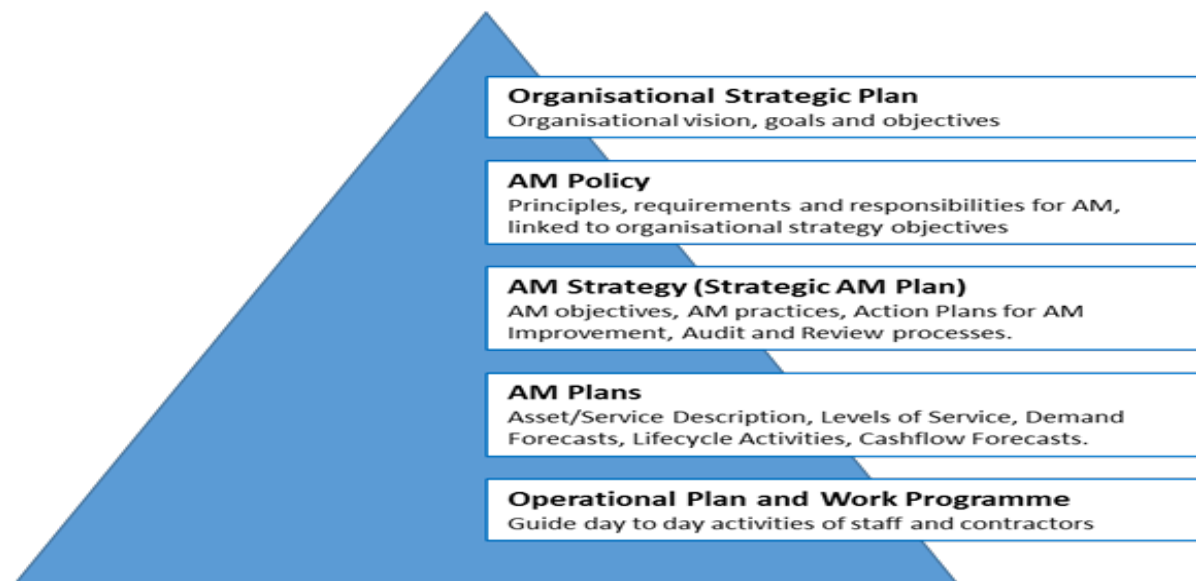 Organisational Strategic Plan
Organisational vision, goals and objectives
AM Policy
Principles, requirements and responsibilities for AM,
linked to organisational strategy objectives
AM Strategy (Strategic AM Plan)
AM objectives, AM practices, Action Plans for AM
Improvement, Audit and Review processes.
AM Plans
Asset/Service Description, Levels of Service, Demand
Forecasts, Lifecycle Activities, Cashflow Forecasts.
Operational Plan and Work Programme
Guide day to day activities of staff and contractors